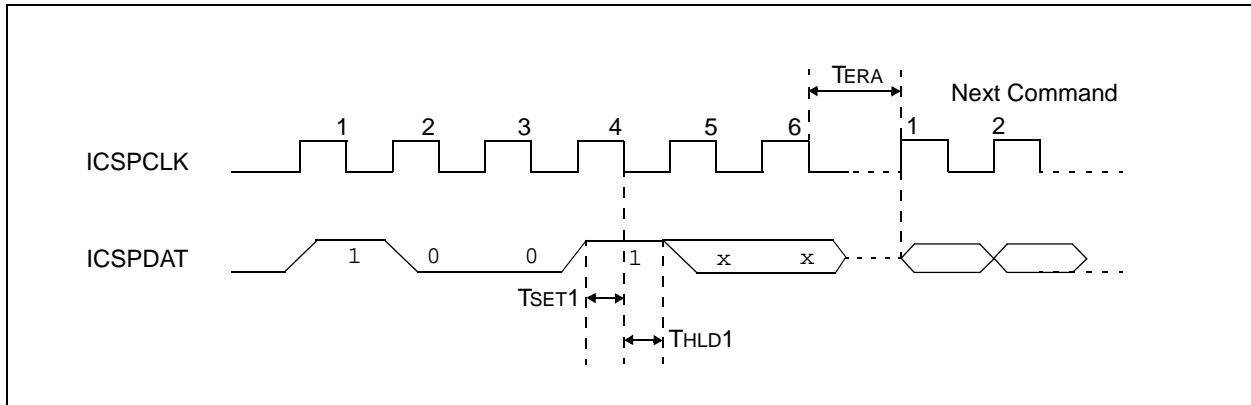 TERA
Next Command
1 2 3 4 5 6 1 2
ICSPCLK
ICSPDAT
1 0 0 1 x x
TSET1
THLD1